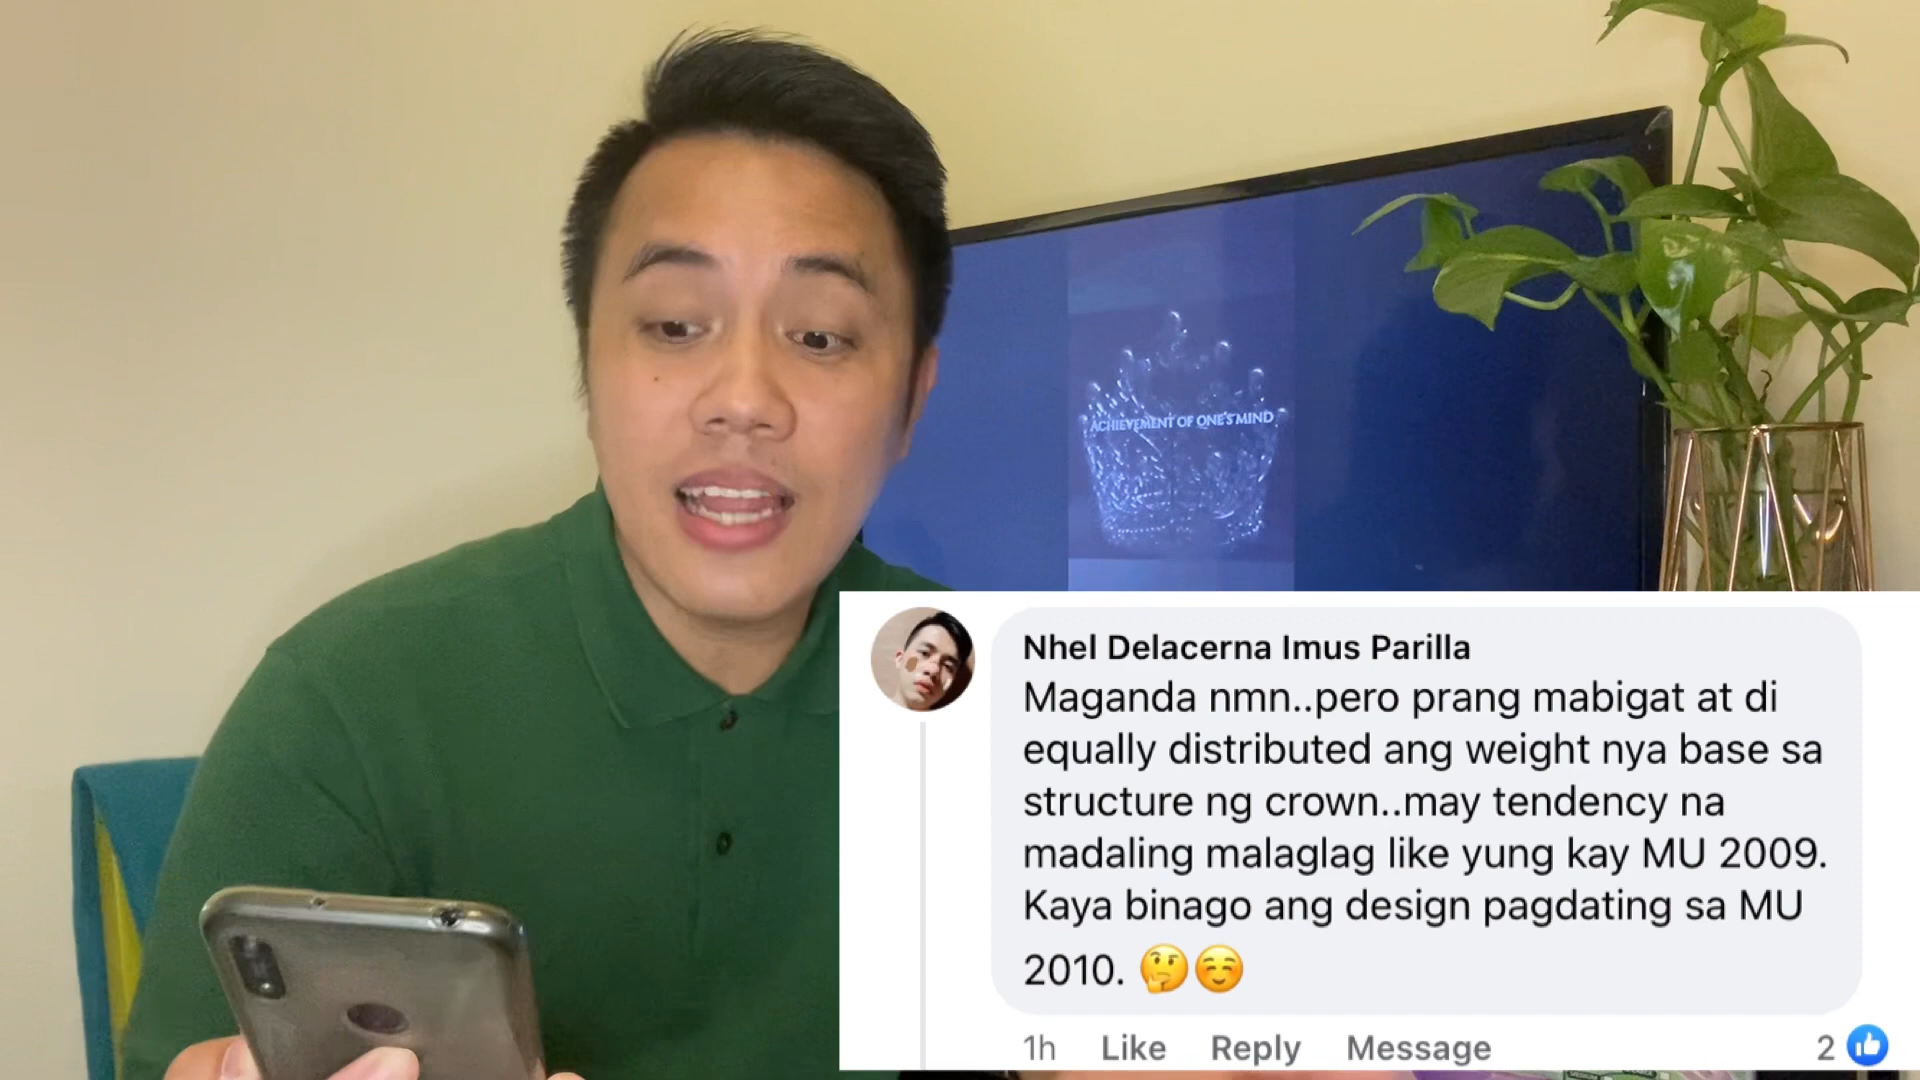 ACHIEVEMENT OF ONE'S MIND
Nhel Delacerna Imus Parilla
Maganda nmn..pero prang mabigat at di
equally distributed ang weight nya base sa
structure ng crown..may tendency na
madaling malaglag like yung kay MU 2009.
Kaya binago ang design pagdating sa MU
2010. 🤔☺️
1h Like Reply Message 2